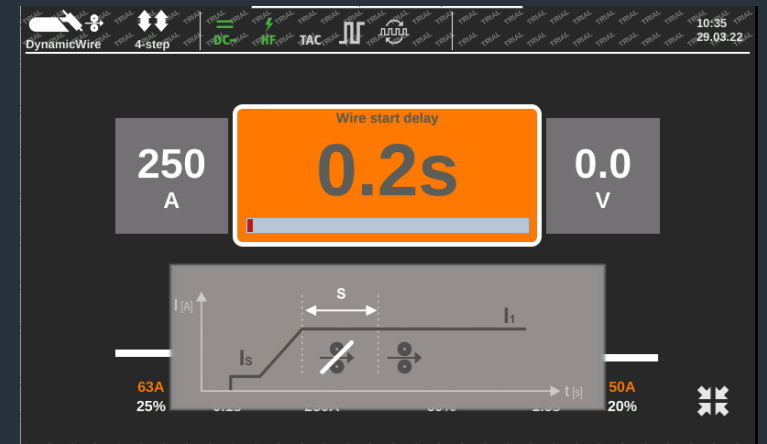 10:35
DynamicWire
4-step
DC-
HF
TAC
29.03.22
Wire start delay
250
A
0.2s
0.0
V
I [A]
S
Is
I1
t [s]
63A
50A
25%
20%